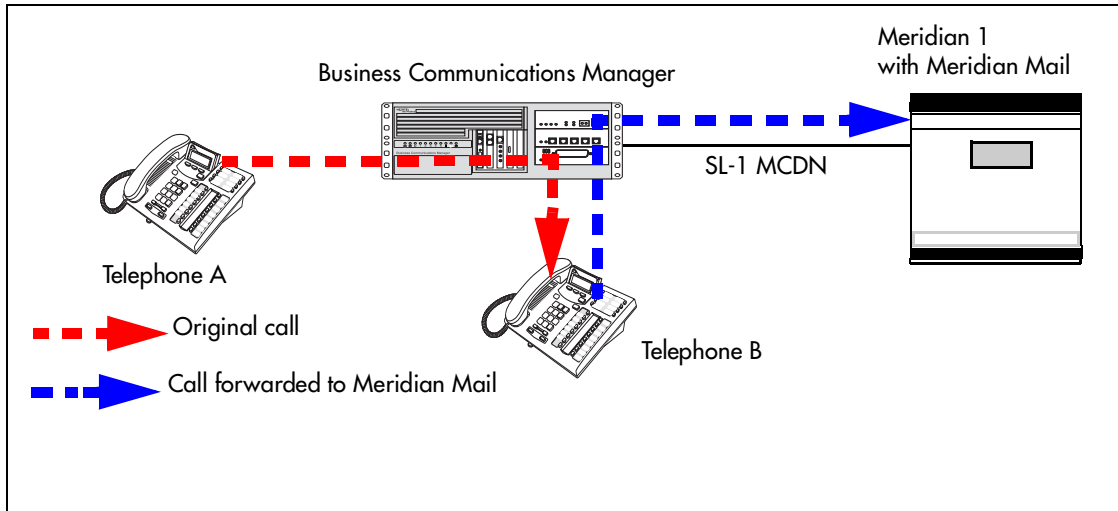 Meridian 1
with Meridian Mail
Business Communications Manager
SL-1 MCDN
Telephone A
Telephone B
Original call
Call forwarded to Meridian Mail